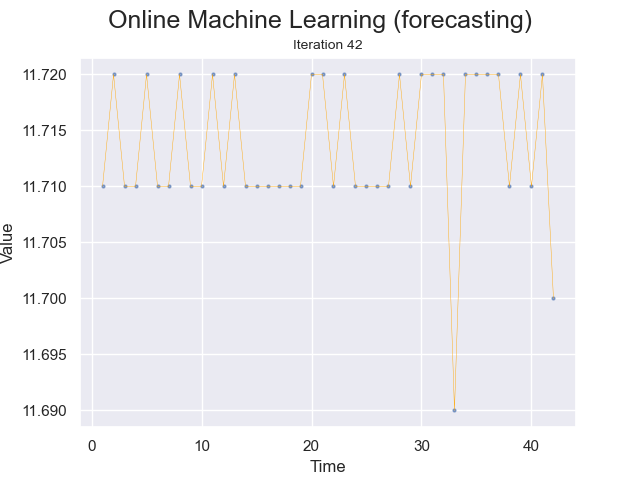 Online Machine Learning (forecasting)
Iteration 42
11.720
11.715
11.710
11.705
11.700
11.695
11.690
Value
0 10 20 30 40
Time